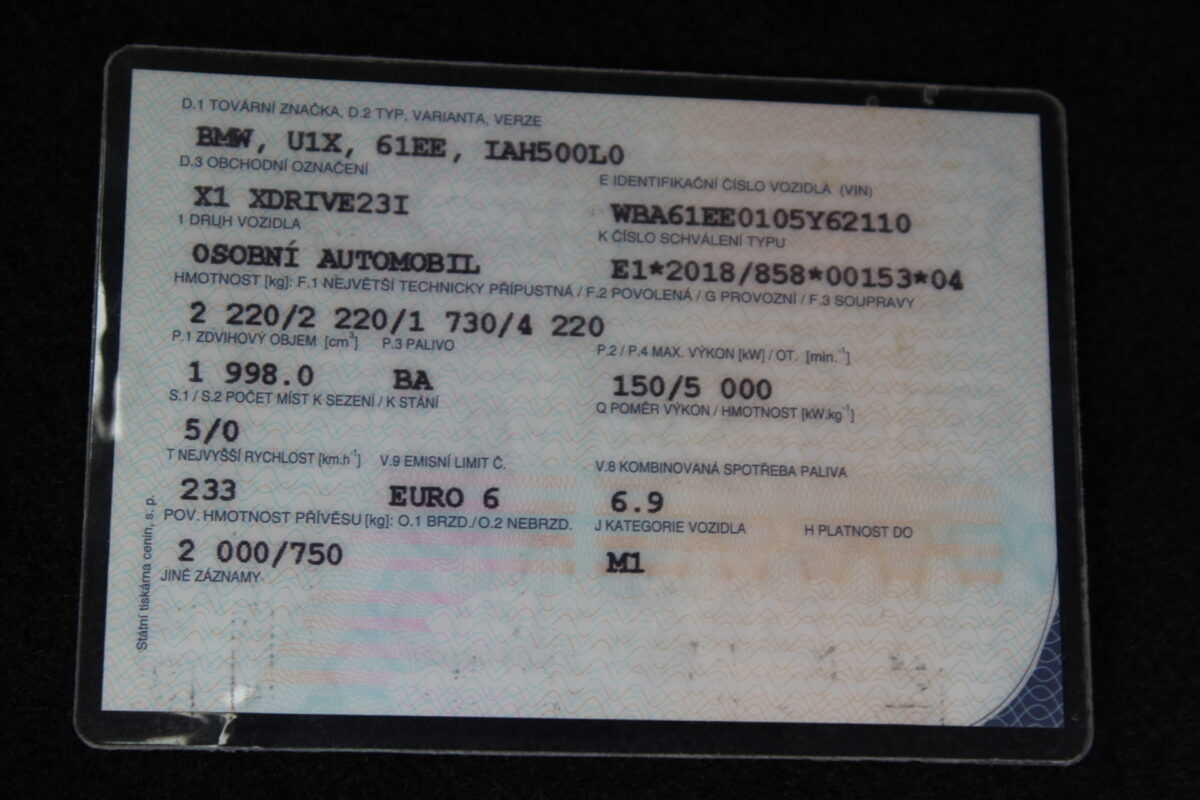 D.1 TOVÁRNÍ ZNAČKA, D.2 TYP, VARIANTA, VERZE
BMW, U1X, 61EE, IAH500L0
D.3 OBCHODNÍ OZNAČENÍ
E IDENTIFIKAČNÍ ČÍSLO VOZIDLA (VIN)
X1 XDRIVE23I
WBA61EE0105Y62110
1 DRUH VOZIDLA
K ČÍSLO SCHVÁLENÍ TYPU
OSOBNÍ AUTOMOBIL
E1*2018/858*00153*04
HMOTNOST [kg]: F.1 NEJVĚTŠÍ TECHNICKY PŘÍPUSTNÁ / F.2 POVOLENÁ / G PROVOZNÍ / F.3 SOUPRAVY
2 220/2 220/1 730/4 220
P.1 ZDVIHOVÝ OBJEM [cm³] P.3 PALIVO P.2 / P.4 MAX. VÝKON [kW] / OT. [min.⁻¹]
1 998.0 BA 150/5 000
S.1 / S.2 POČET MÍST K SEZENÍ / K STÁNÍ Q POMĚR VÝKON / HMOTNOST [kW.kg⁻¹]
5/0
T NEJVYŠŠÍ RYCHLOST [km.h⁻¹] V.9 EMISNÍ LIMIT Č. V.8 KOMBINOVANÁ SPOTŘEBA PALIVA
233 EURO 6 6.9
POV. HMOTNOST PŘÍVĚSU [kg]: O.1 BRZD./O.2 NEBRZD. J KATEGORIE VOZIDLA H PLATNOST DO
2 000/750 M1
JINÉ ZÁZNAMY
Státní tiskárna cenin, s. p.